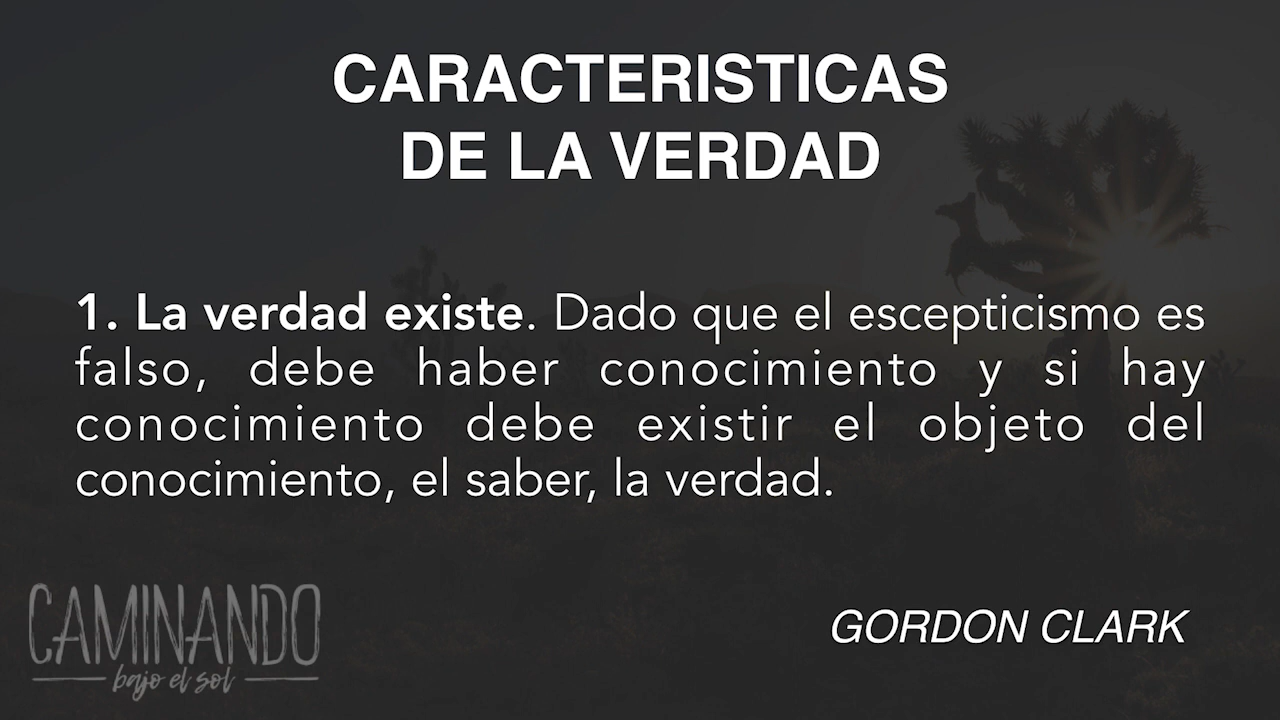 CARACTERISTICAS
DE LA VERDAD
1. La verdad existe. Dado que el escepticismo es
falso, debe haber conocimiento y si hay
conocimiento debe existir el objeto del
conocimiento, el saber, la verdad.
GORDON CLARK
CAMINANDO
bajo el sol